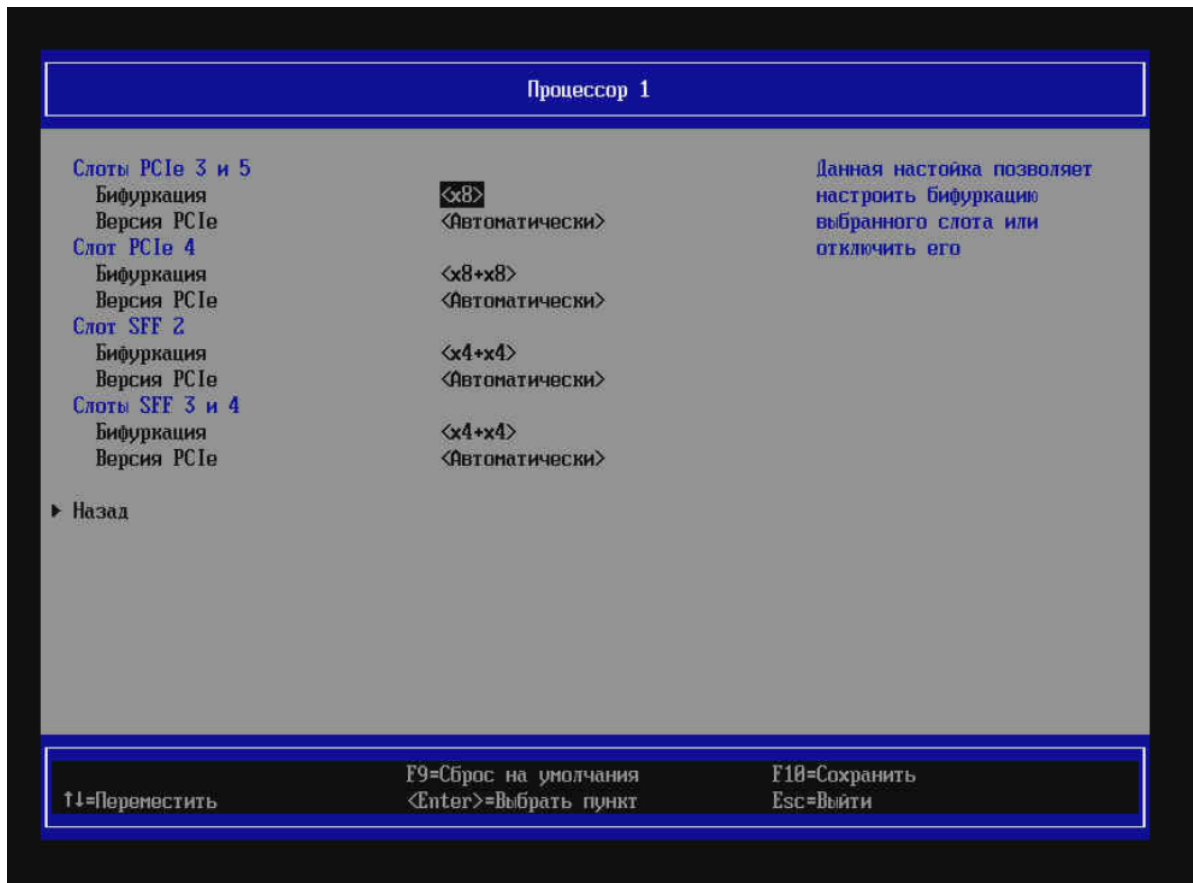 Процессор 1
Слоты PCIe 3 и 5
Бифуркация <x8>
Версия PCIe <Автоматически>
Слот PCIe 4
Бифуркация <x8+x8>
Версия PCIe <Автоматически>
Слот SFF 2
Бифуркация <x4+x4>
Версия PCIe <Автоматически>
Слоты SFF 3 и 4
Бифуркация <x4+x4>
Версия PCIe <Автоматически>
Назад
Данная настойка позволяет
настроить бифуркацию
выбранного слота или
отключить его
F9=Сброс на умолчания F10=Сохранить
↑↓=Переместить <Enter>=Выбрать пункт Esc=Выйти